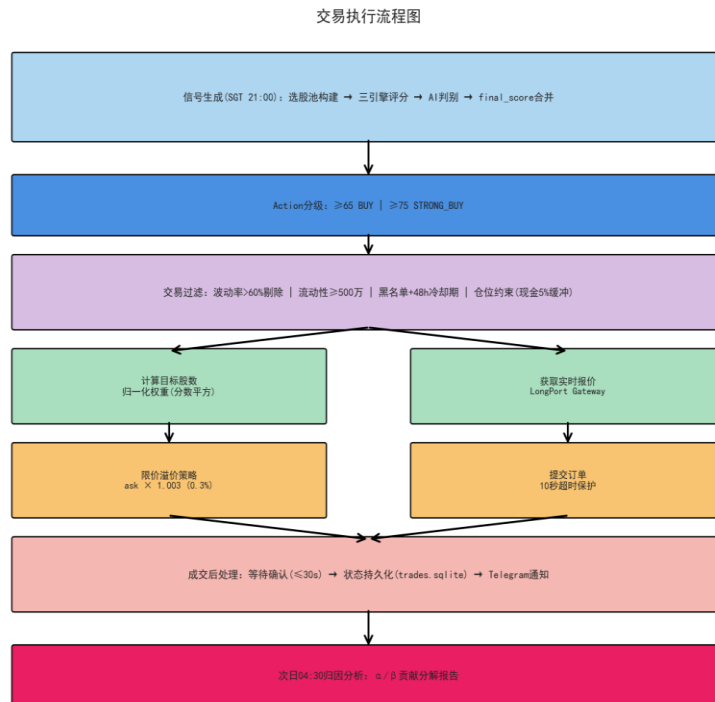 交易执行流程图
信号生成(SGT 21:00): 选股池构建 → 三引擎评分 → AI判别 → final_score合并
Action分级: ≥65 BUY | ≥75 STRONG_BUY
交易过滤: 波动率>60%剔除 | 流动性≥500万 | 黑名单+48h冷却期 | 仓位约束(现金5%缓冲)
计算目标股数
归一化权重(分数平方)
获取实时报价
LongPort Gateway
限价溢价策略
ask × 1.003 (0.3%)
提交订单
10秒超时保护
成交后处理: 等待确认(≤30s) → 状态持久化(trades.sqlite) → Telegram通知
次日04:30归因分析: α/β贡献分解报告